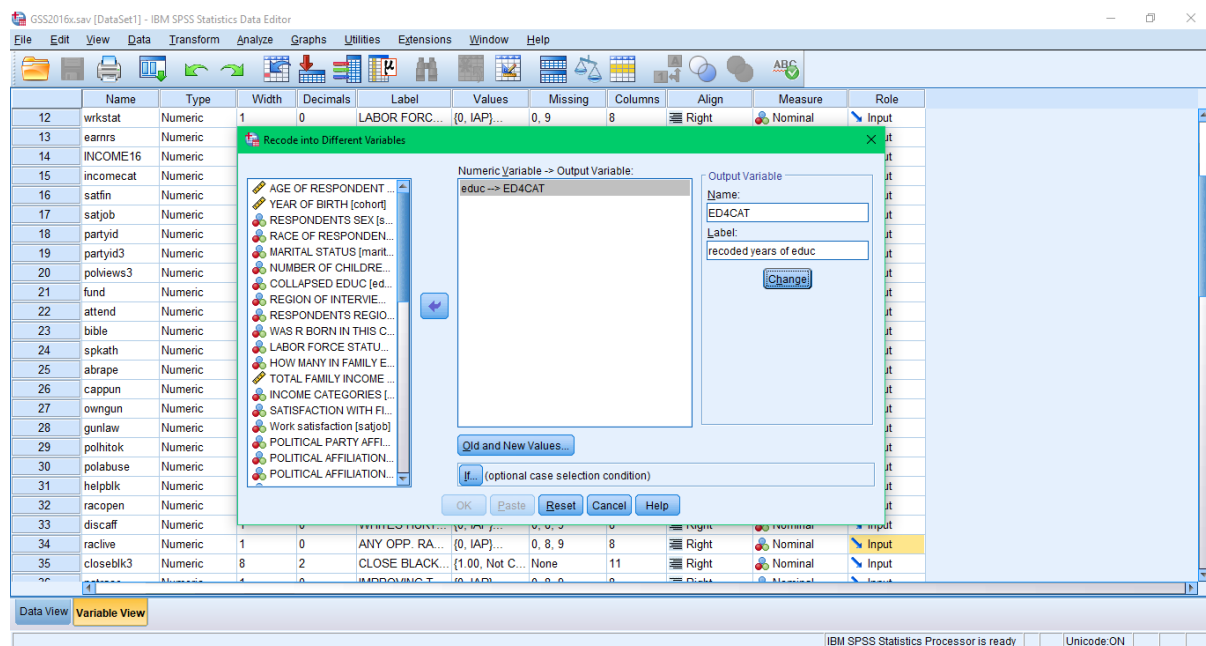 GSS2016x.sav [DataSet1] - IBM SPSS Statistics Data Editor
File Edit View Data Transform Analyze Graphs Utilities Extensions Window Help
Name Type Width Decimals Label Values Missing Columns Align Measure Role
12 wrkstat Numeric 1 0 LABOR FORC... {0, IAP}... 0, 9 8 Right Nominal Input
13 earnrs Numeric
14 INCOME16 Numeric
15 incomecat Numeric
16 satfin Numeric
17 satjob Numeric
18 partyid Numeric
19 partyid3 Numeric
20 polviews3 Numeric
21 fund Numeric
22 attend Numeric
23 bible Numeric
24 spkath Numeric
25 abrape Numeric
26 cappun Numeric
27 owngun Numeric
28 gunlaw Numeric
29 polhitok Numeric
30 polabuse Numeric
31 helpblk Numeric
32 racopen Numeric
33 discaff Numeric
34 raclive Numeric 1 0 ANY OPP. RA... {0, IAP}... 0, 8, 9 8 Right Nominal Input
35 closeblk3 Numeric 8 2 CLOSE BLACK... {1.00, Not C... None 11 Right Nominal Input
Recode into Different Variables
AGE OF RESPONDENT ...
YEAR OF BIRTH [cohort]
RESPONDENTS SEX [s...
RACE OF RESPONDEN...
MARITAL STATUS [marit...
NUMBER OF CHILDRE...
COLLAPSED EDUC [ed...
REGION OF INTERVIE...
RESPONDENTS REGIO...
WAS R BORN IN THIS C...
LABOR FORCE STATU...
HOW MANY IN FAMILY E...
TOTAL FAMILY INCOME ...
INCOME CATEGORIES [...
SATISFACTION WITH FI...
Work satisfaction [satjob]
POLITICAL PARTY AFFI...
POLITICAL AFFILIATION...
POLITICAL AFFILIATION...
Numeric Variable -> Output Variable:
educ --> ED4CAT
Output Variable
Name:
ED4CAT
Label:
recoded years of educ
Change
Old and New Values...
If... (optional case selection condition)
OK Paste Reset Cancel Help
Data View Variable View
IBM SPSS Statistics Processor is ready Unicode:ON